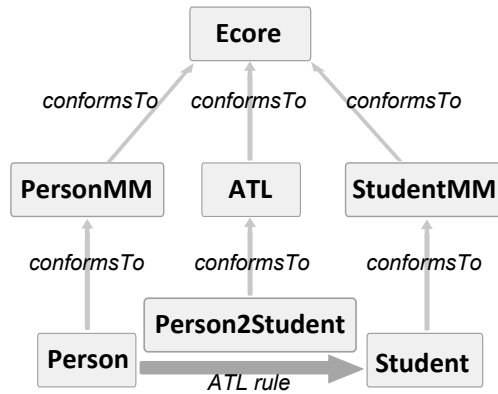 Ecore
conformsTo conformsTo conformsTo
PersonMM ATL StudentMM
conformsTo conformsTo conformsTo
Person2Student
Person Student
ATL rule